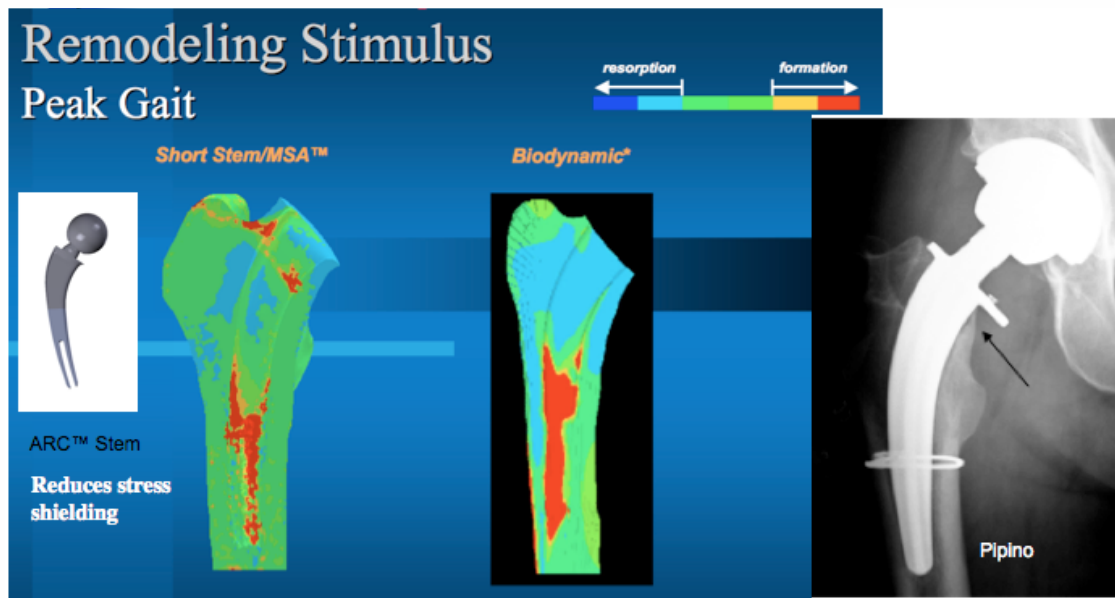 Remodeling Stimulus
Peak Gait
resorption
formation
Short Stem/MSA™
Biodynamic*
ARC™ Stem
Reduces stress
shielding
Pipino